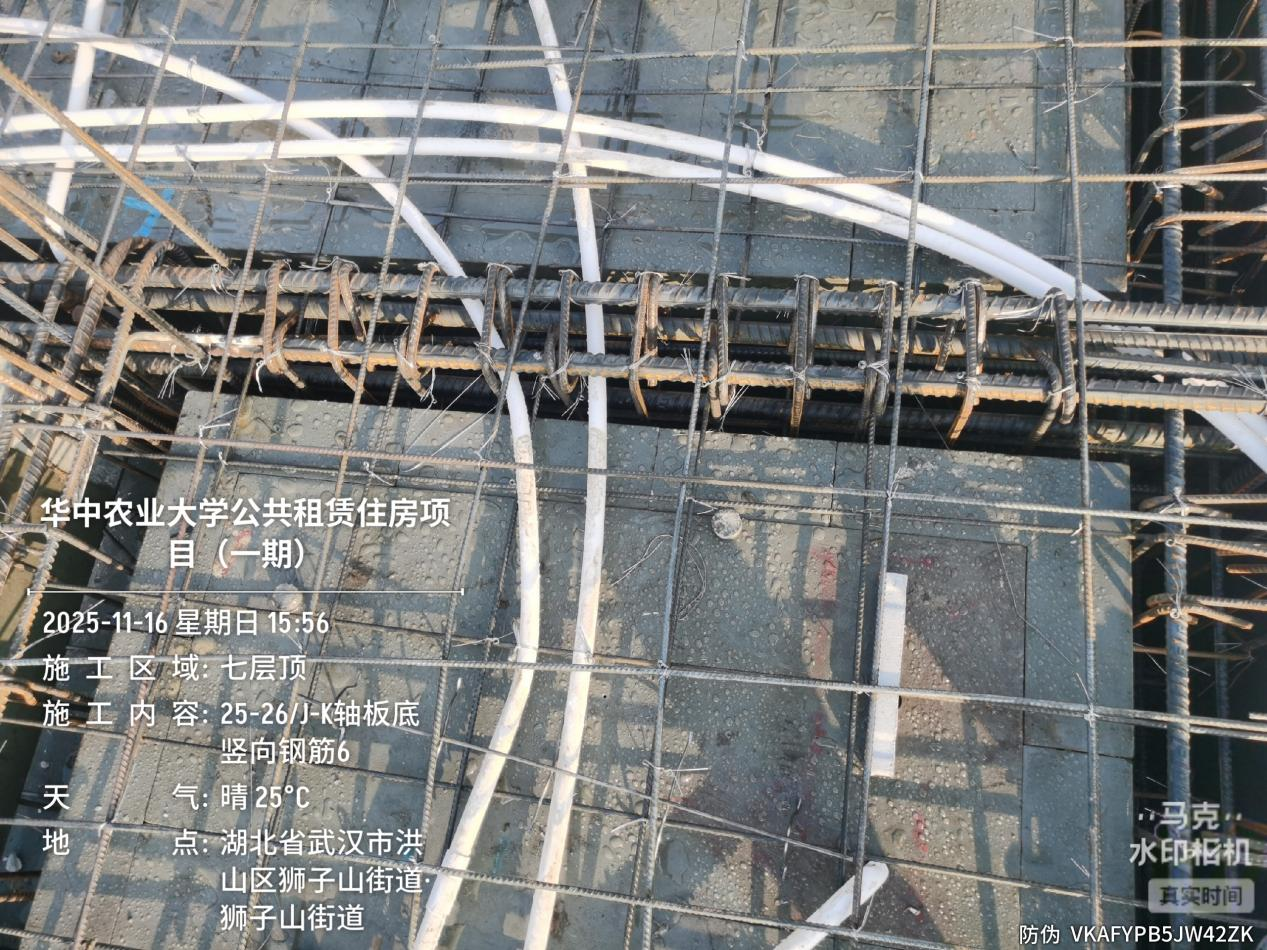 华中农业大学公共租赁住房项
目（一期）
2025-11-16 星期日 15:56
施工区域：七层顶
施工内容：25-26/J-K轴板底
竖向钢筋6
天气：晴 25°C
地点：湖北省武汉市洪
山区狮子山街道·
狮子山街道
马克
水印相机
真实时间
防伪 VKAFYPB5JW42ZK